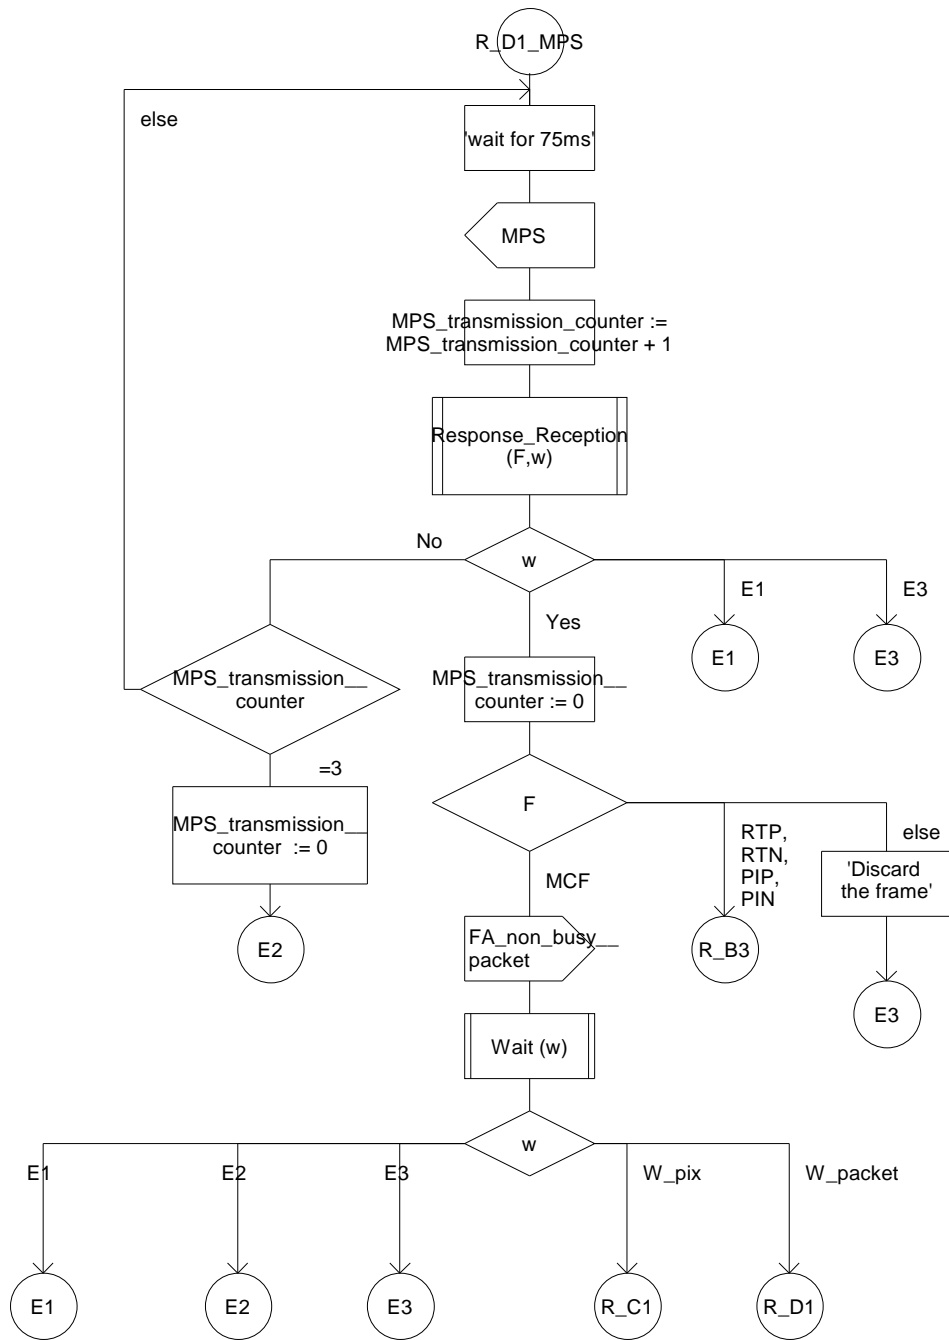 R_D1_MPS
else
'wait for 75ms'
MPS
MPS_transmission_counter :=
MPS_transmission_counter + 1
Response_Reception
(F,w)
No
w
E1
E3
Yes
E1
E3
MPS_transmission__
counter
MPS_transmission__
counter := 0
=3
F
MPS_transmission__
counter := 0
RTP,
RTN,
PIP,
PIN
else
'Discard
the frame'
MCF
E2
FA_non_busy__
packet
R_B3
E3
Wait (w)
w
E1
E2
E3
W_pix
W_packet
E1
E2
E3
R_C1
R_D1